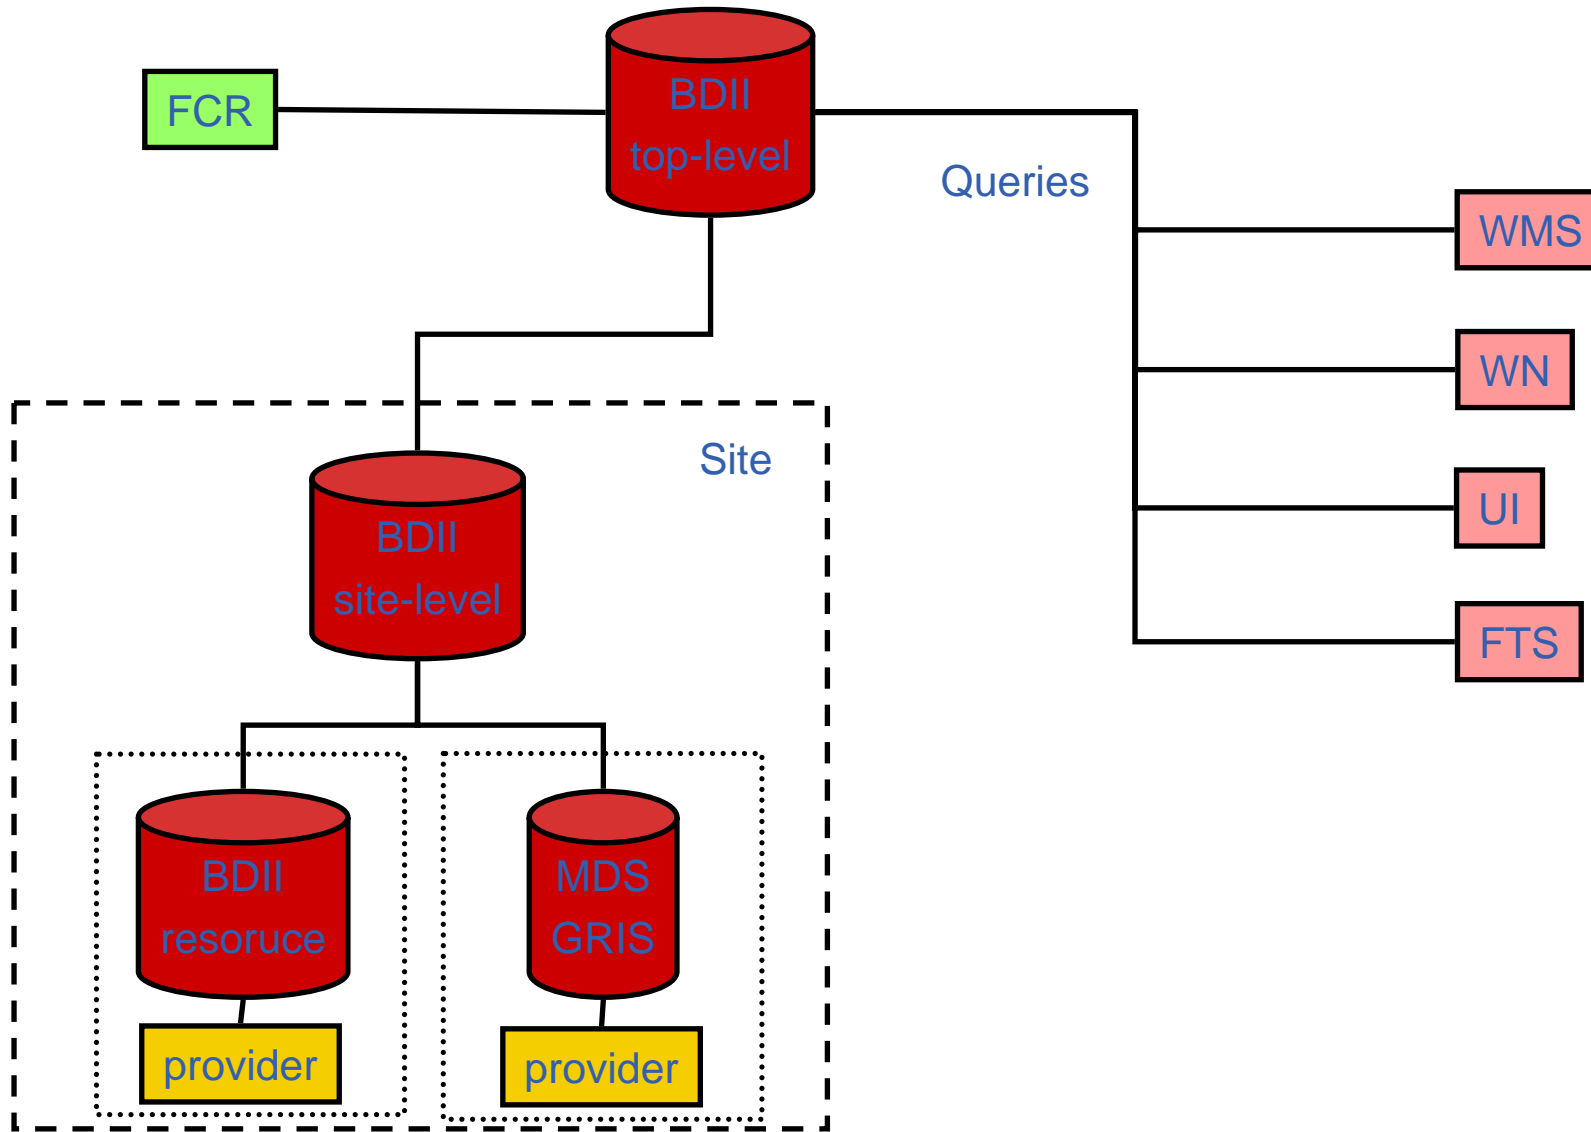 FCR
BDII
top-level
Queries
WMS
WN
UI
FTS
Site
BDII
site-level
BDII
resoruce
MDS
GRIS
provider
provider